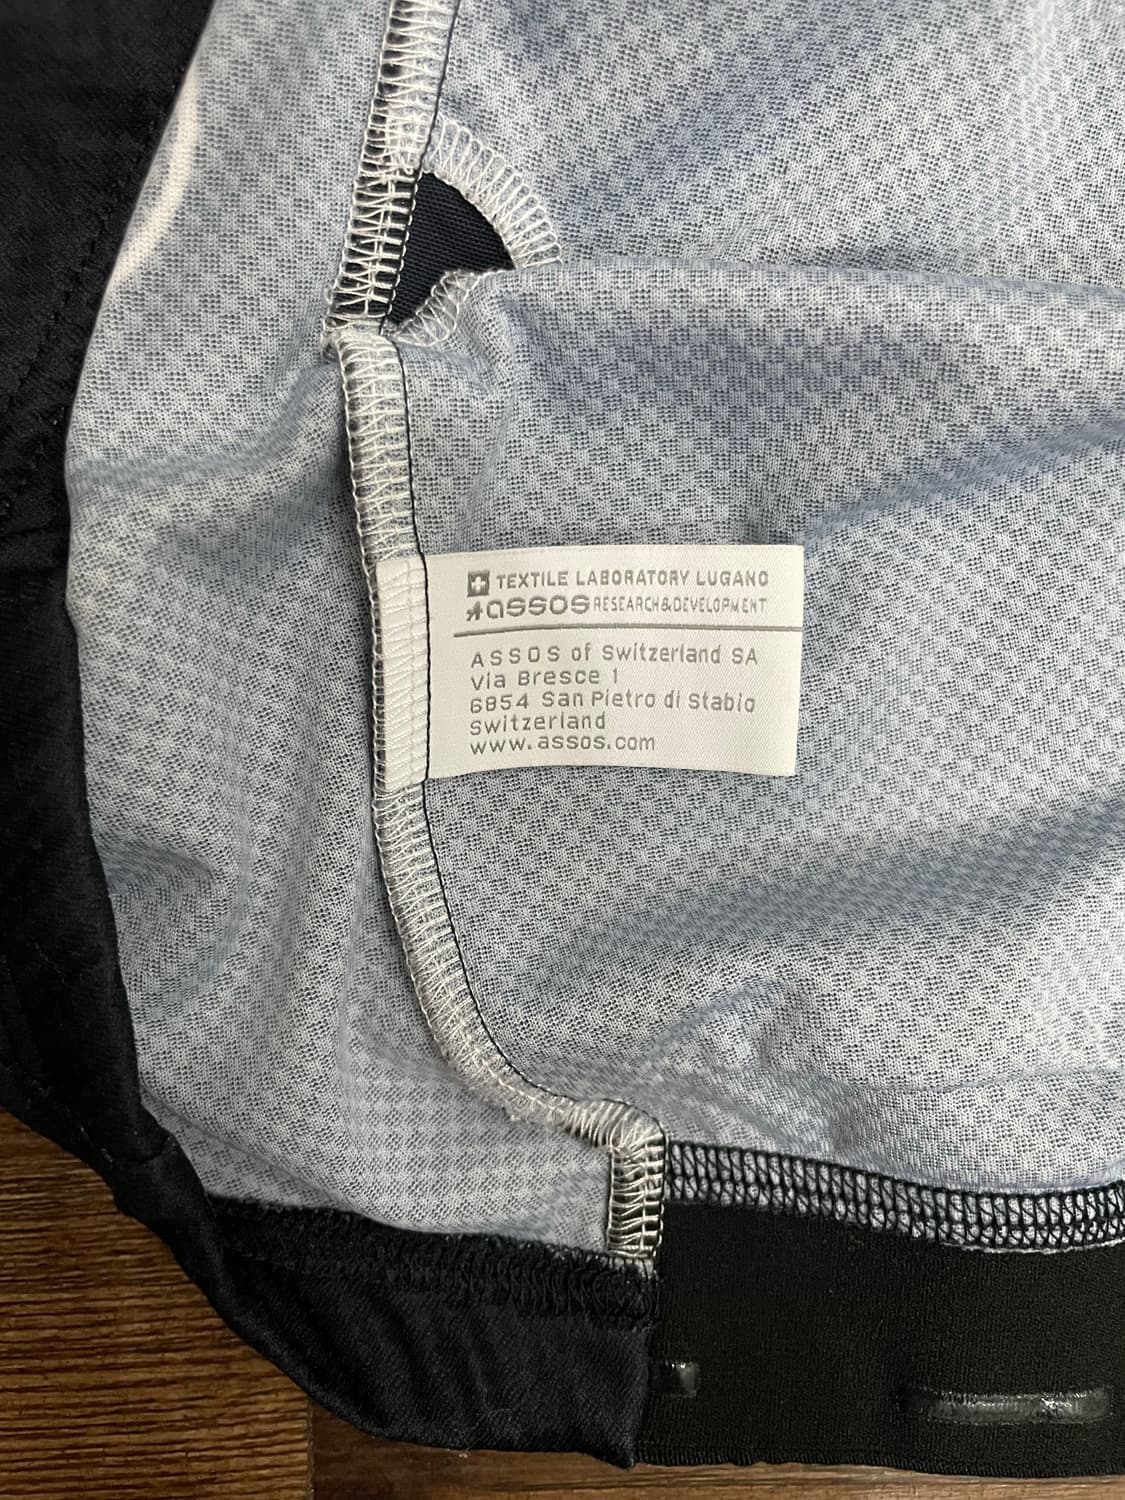 TEXTILE LABORATORY LUGANO
assos RESEARCH&DEVELOPMENT
ASSOS of Switzerland SA
Via Bresce 1
6854 San Pietro di Stabio
Switzerland
www.assos.com